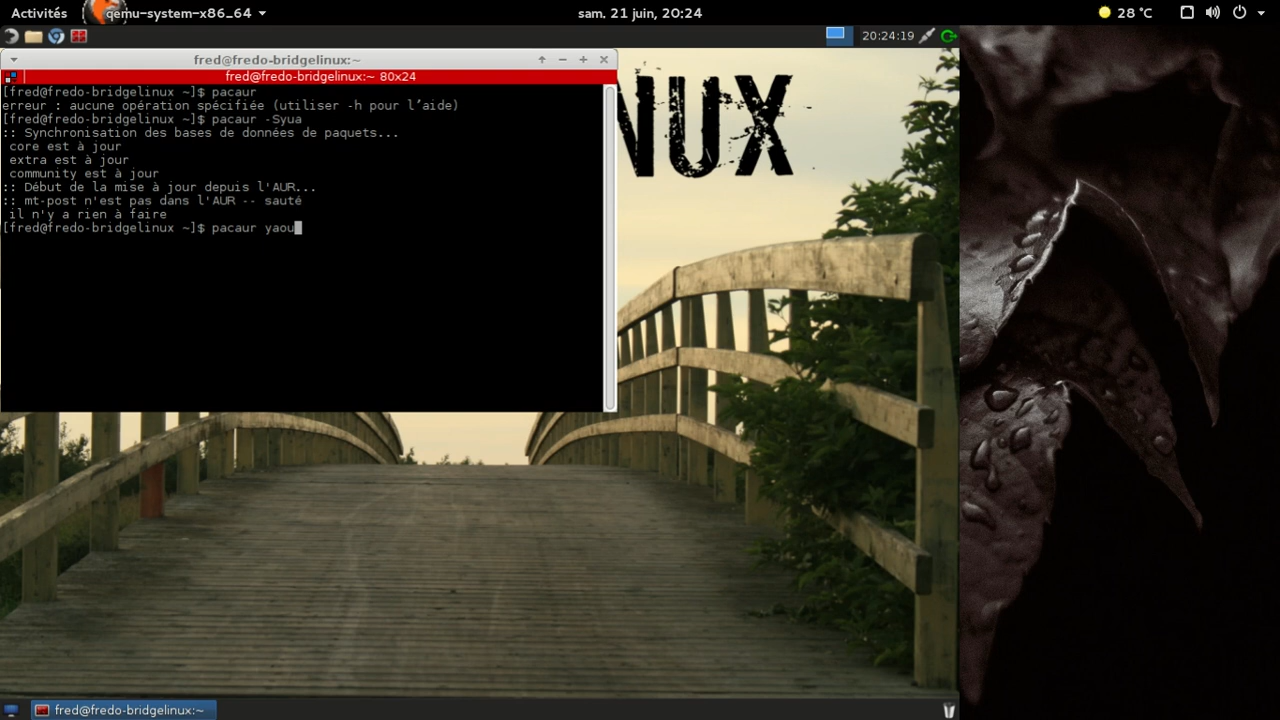 Activités
qemu-system-x86_64
sam. 21 juin, 20:24
28 °C
20:24:19
fred@fredo-bridgelinux:~
fred@fredo-bridgelinux:~ 80x24
[fred@fredo-bridgelinux ~]$ pacaur
erreur : aucune opération spécifiée (utiliser -h pour l’aide)
[fred@fredo-bridgelinux ~]$ pacaur -Syua
:: Synchronisation des bases de données de paquets...
core est à jour
extra est à jour
community est à jour
:: Début de la mise à jour depuis l'AUR...
:: mt-post n'est pas dans l'AUR -- sauté
il n'y a rien à faire
[fred@fredo-bridgelinux ~]$ pacaur yaou
NUX
fred@fredo-bridgelinux:~